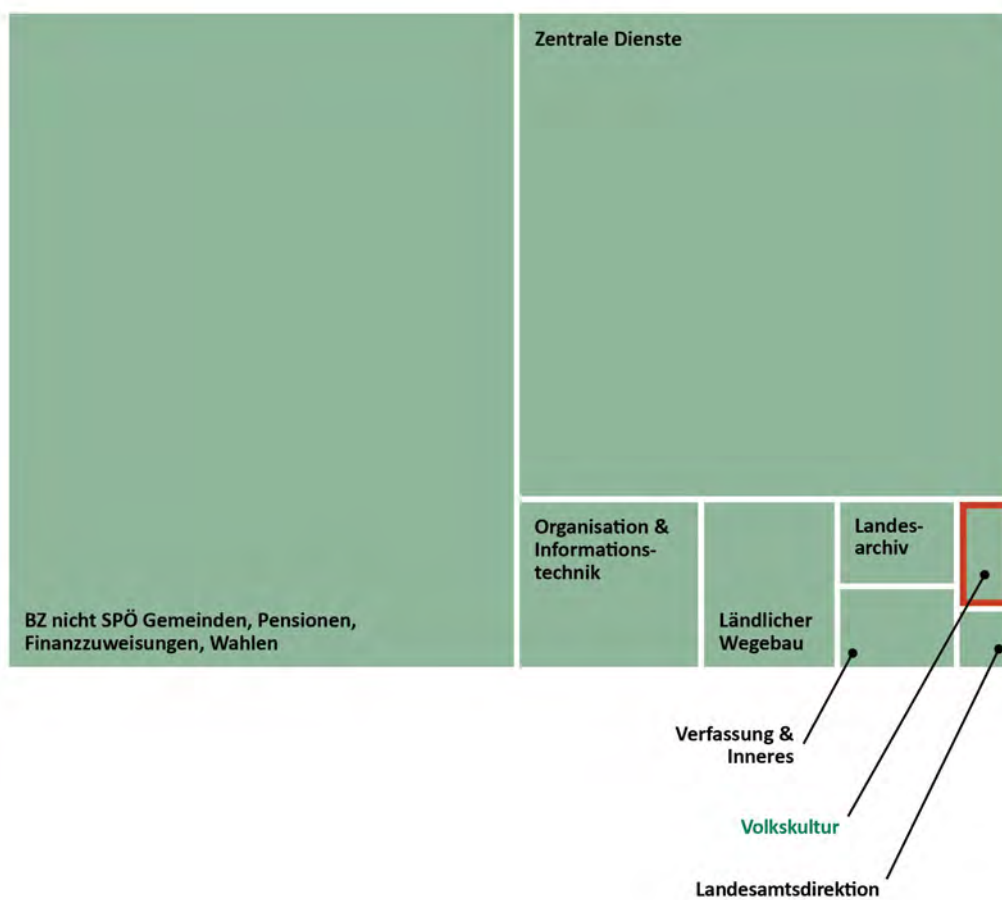 Zentrale Dienste
BZ nicht SPÖ Gemeinden, Pensionen,
Finanzzuweisungen, Wahlen
Organisation &
Informations-
technik
Ländlicher
Wegebau
Landes-
archiv
Verfassung &
Inneres
Volkskultur
Landesamtsdirektion